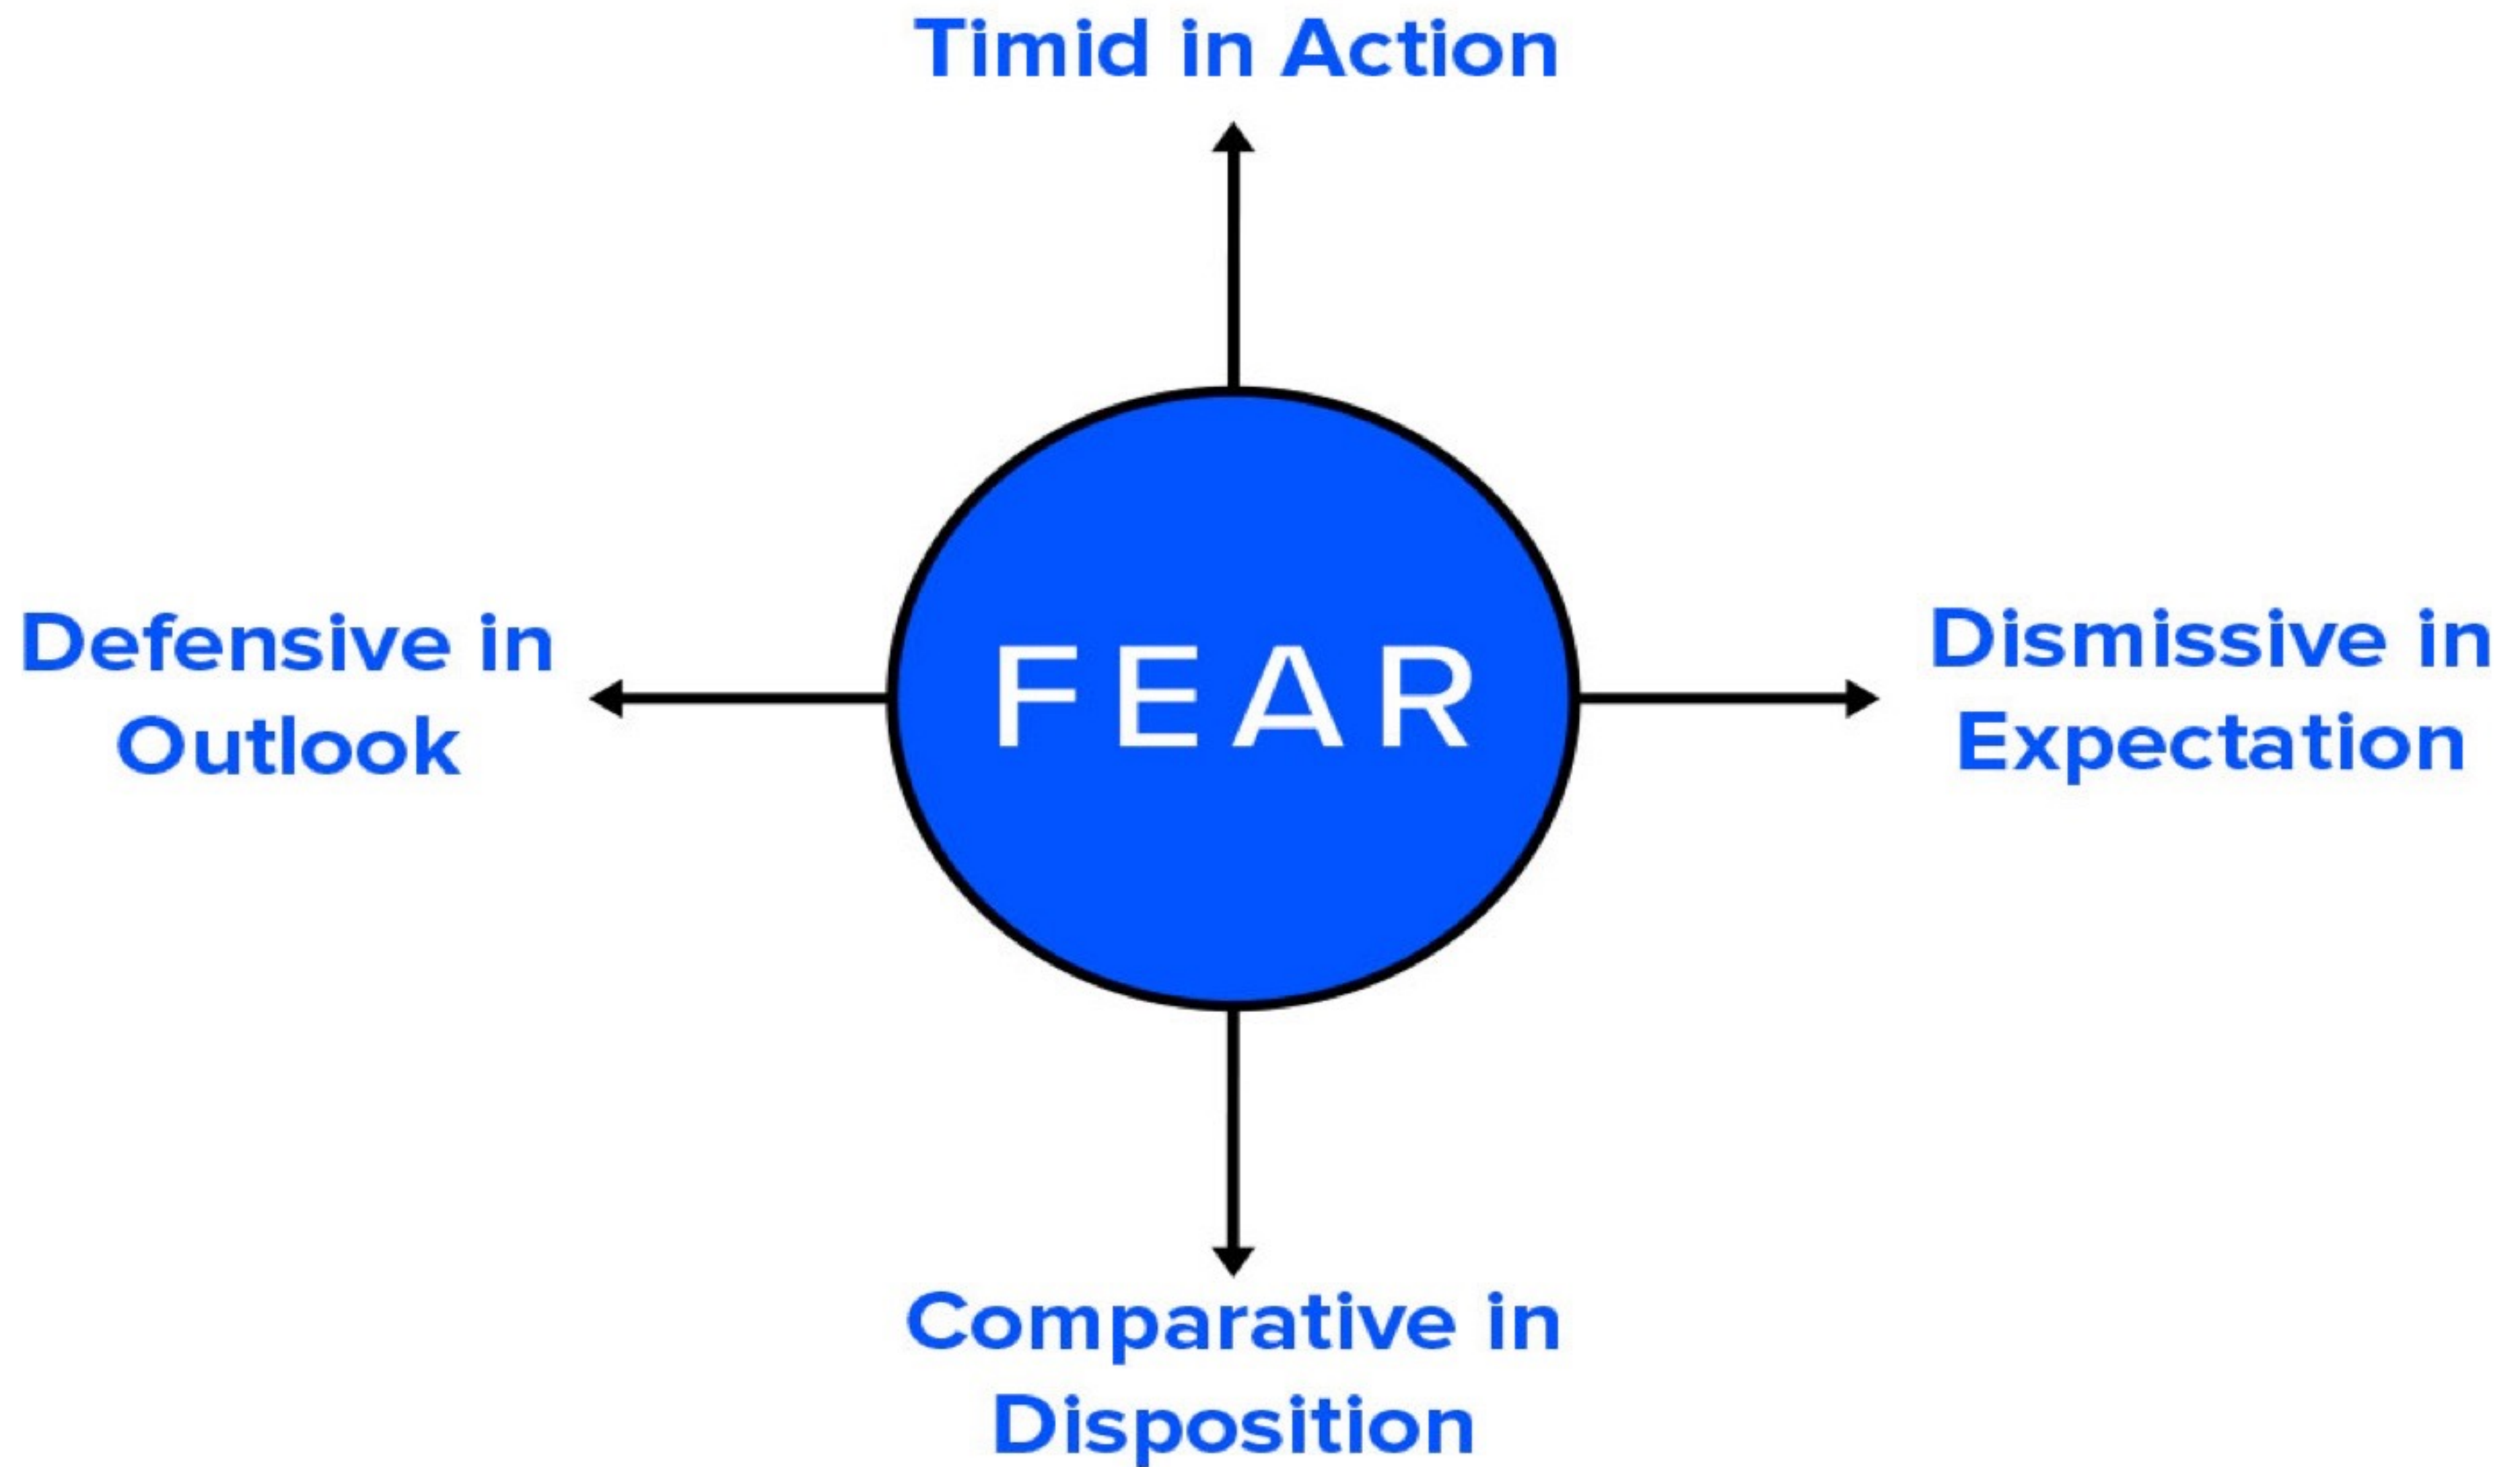 Timid in Action
Defensive in
Outlook
FEAR
Dismissive in
Expectation
Comparative in
Disposition